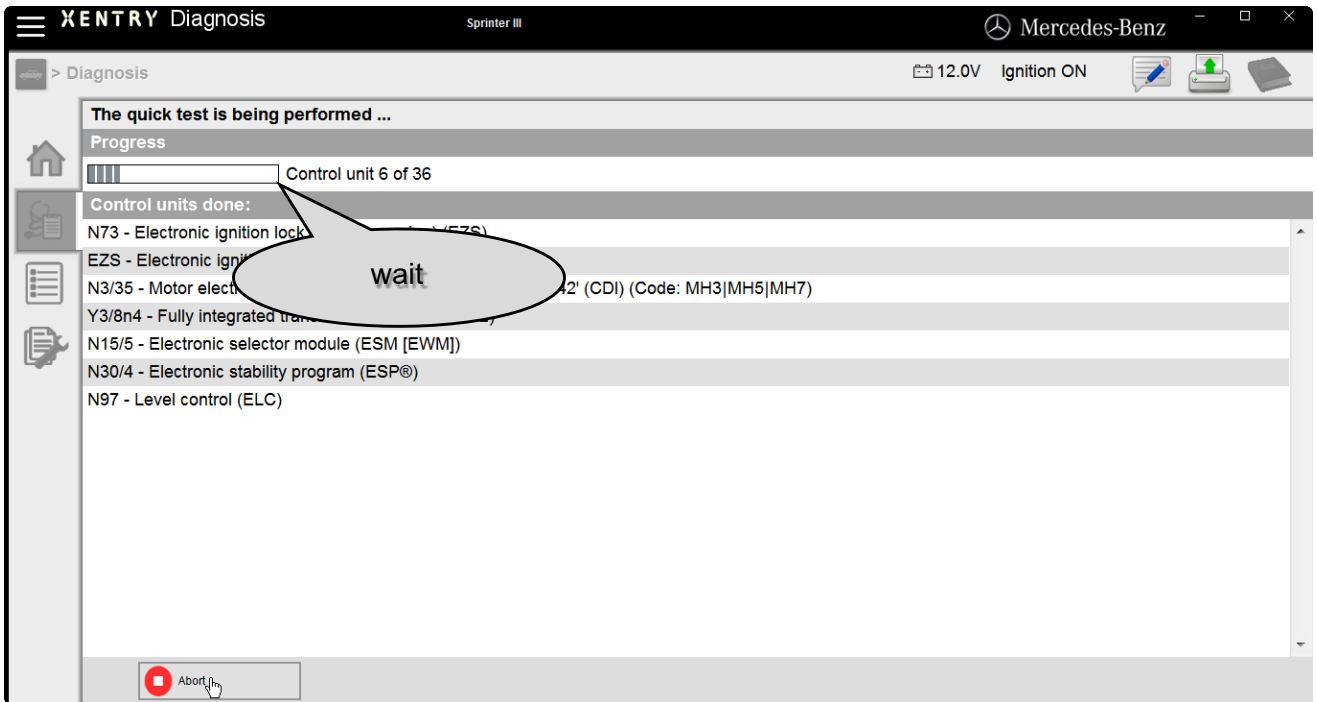 XENTRY Diagnosis
Sprinter III
Mercedes-Benz
> Diagnosis
12.0V Ignition ON
The quick test is being performed ...
Progress
Control unit 6 of 36
Control units done:
N73 - Electronic ignition lock (EZS)
EZS - Electronic
wait
N3/35 - Motor 42' (CDI) (Code: MH3|MH5|MH7)
Y3/8n4 - Fully integrated
N15/5 - Electronic selector module (ESM [EWM])
N30/4 - Electronic stability program (ESP®)
N97 - Level control (ELC)
Abort